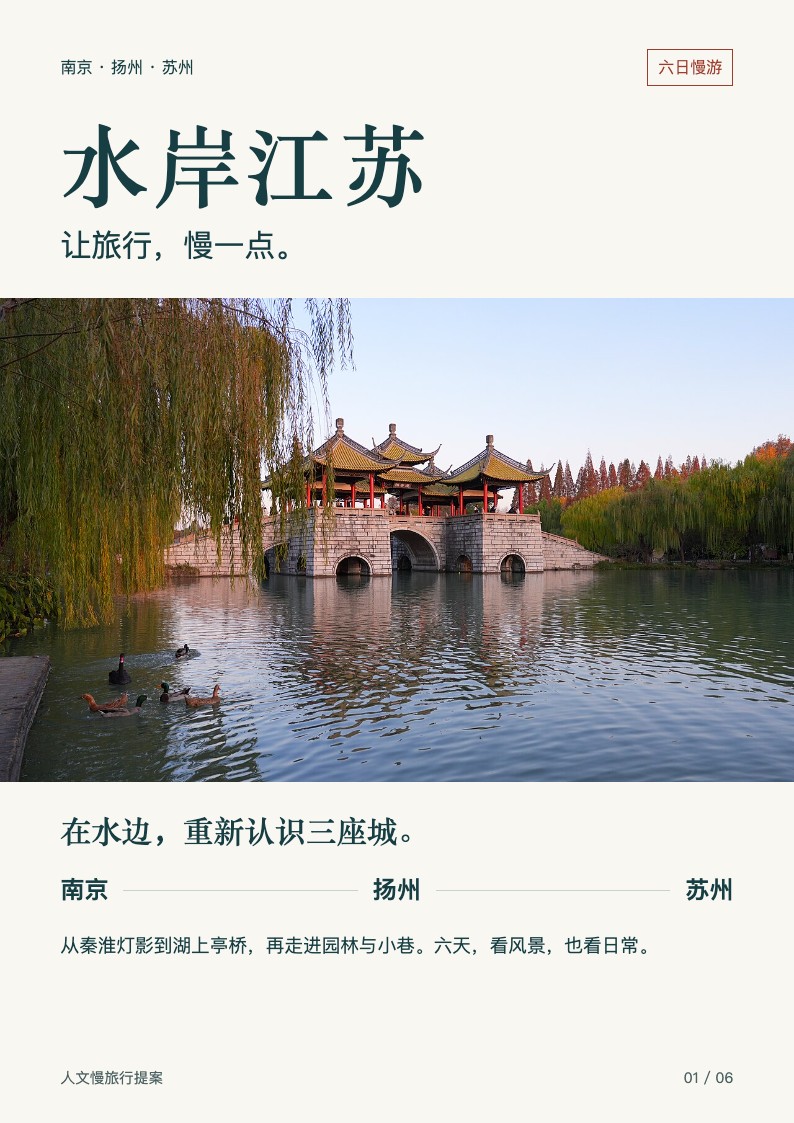 南京 · 扬州 · 苏州
六日慢游
水岸江苏
让旅行，慢一点。
在水边，重新认识三座城。
南京 扬州 苏州
从秦淮灯影到湖上亭桥，再走进园林与小巷。六天，看风景，也看日常。
人文慢旅行提案
01 / 06